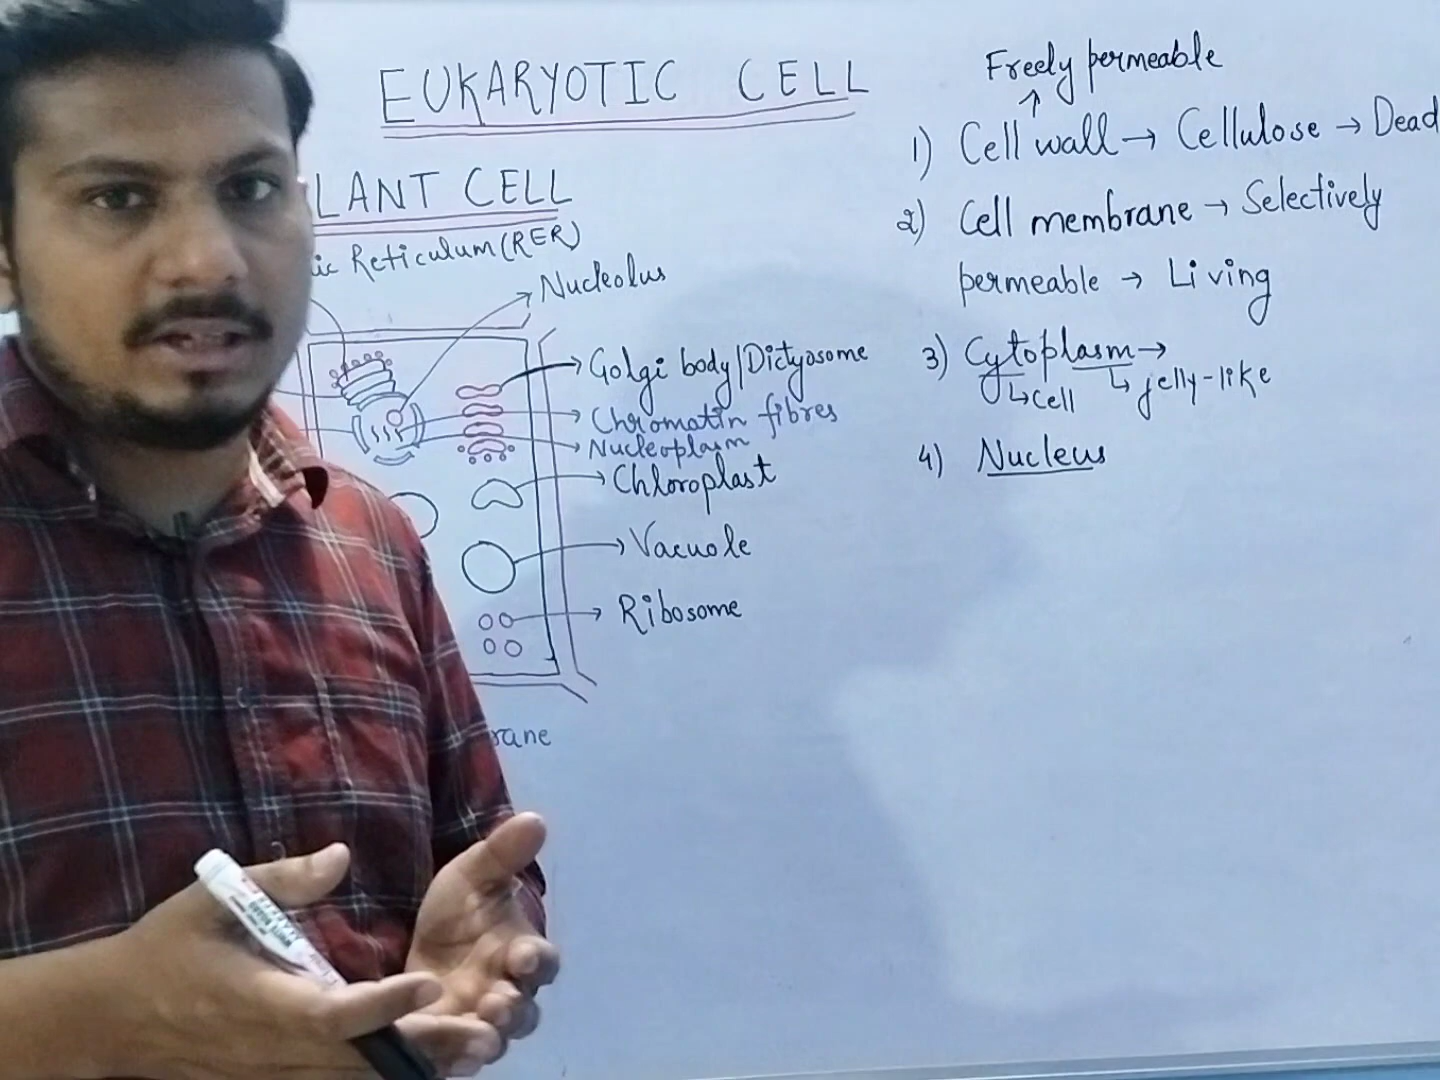 EUKARYOTIC CELL
LANT CELL
ic Reticulum (RER)
Nucleolus
Golgi body/Dictyosome
Chromatin fibres
Nucleoplasm
Chloroplast
Vacuole
Ribosome
rane
Freely permeable
1) Cell wall → Cellulose → Dead
2) Cell membrane → Selectively
permeable → Living
3) Cytoplasm →
↳ cell ↳ jelly-like
4) Nucleus